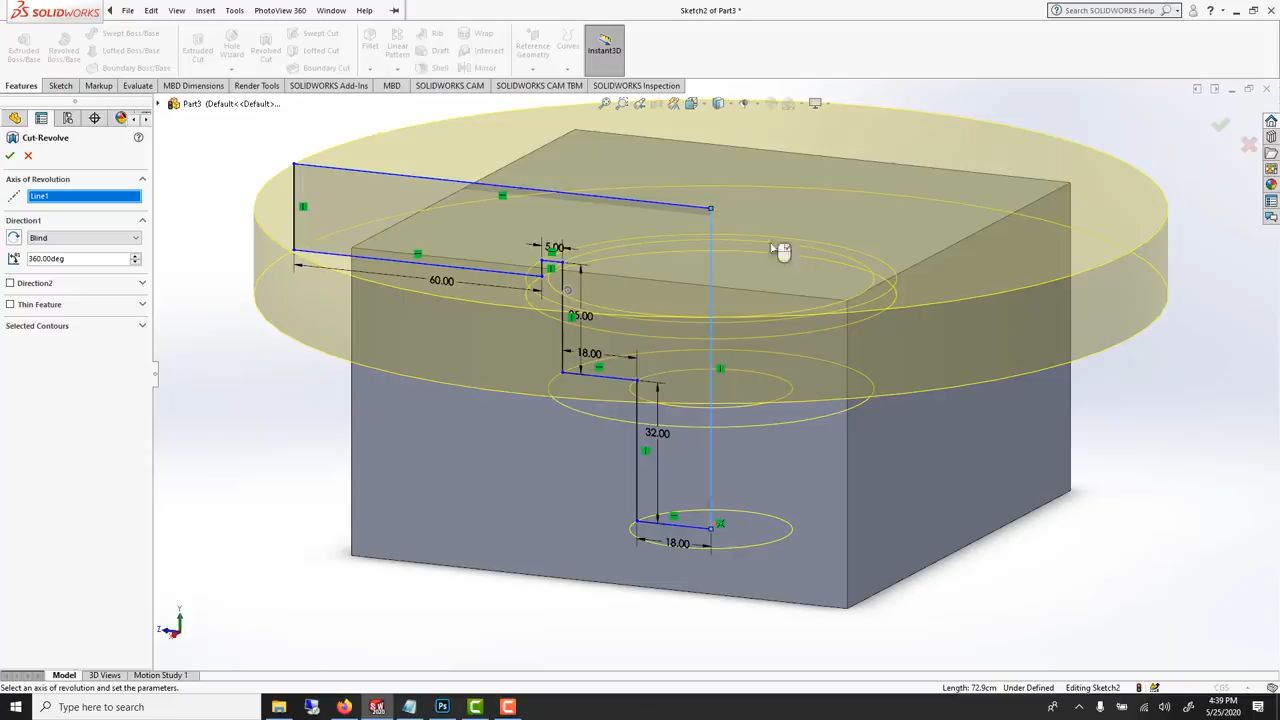 SOLIDWORKS
File Edit View Insert Tools PhotoView 360 Window Help
Sketch2 of Part3 *
Search SOLIDWORKS Help
Extruded Boss/Base
Revolved Boss/Base
Swept Boss/Base
Lofted Boss/Base
Boundary Boss/Base
Extruded Cut
Hole Wizard
Revolved Cut
Swept Cut
Lofted Cut
Boundary Cut
Fillet
Linear Pattern
Rib
Draft
Shell
Wrap
Intersect
Mirror
Reference Geometry
Curves
Instant3D
Features Sketch Markup Evaluate MBD Dimensions Render Tools SOLIDWORKS Add-Ins MBD SOLIDWORKS CAM SOLIDWORKS CAM TBM SOLIDWORKS Inspection
Part3 (Default<<Default>...
Cut-Revolve
Axis of Revolution
Line1
Direction1
Blind
360.00deg
Direction2
Thin Feature
Selected Contours
5.00
60.00
18.00
32.00
18.00
Y
Z
Model 3D Views Motion Study 1
Select an axis of revolution and set the parameters.
Length: 72.9cm Under Defined Editing Sketch2
CGS
Type here to search
4:39 PM
5/25/2020